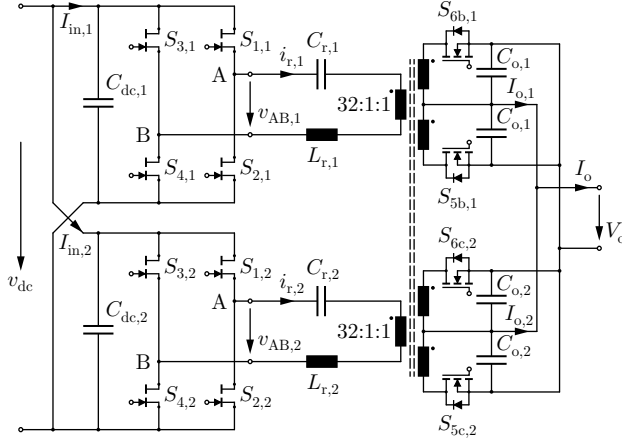 I_in,1
S_3,1
S_1,1
i_r,1
C_r,1
S_6b,1
C_dc,1
A
C_o,1
v_AB,1
32:1:1
I_o,1
B
C_o,1
L_r,1
S_4,1
S_2,1
S_5b,1
I_o
v_dc
I_in,2
S_6c,2
V_o
S_3,2
S_1,2
i_r,2
C_r,2
C_dc,2
A
C_o,2
v_AB,2
32:1:1
I_o,2
B
C_o,2
L_r,2
S_4,2
S_2,2
S_5c,2